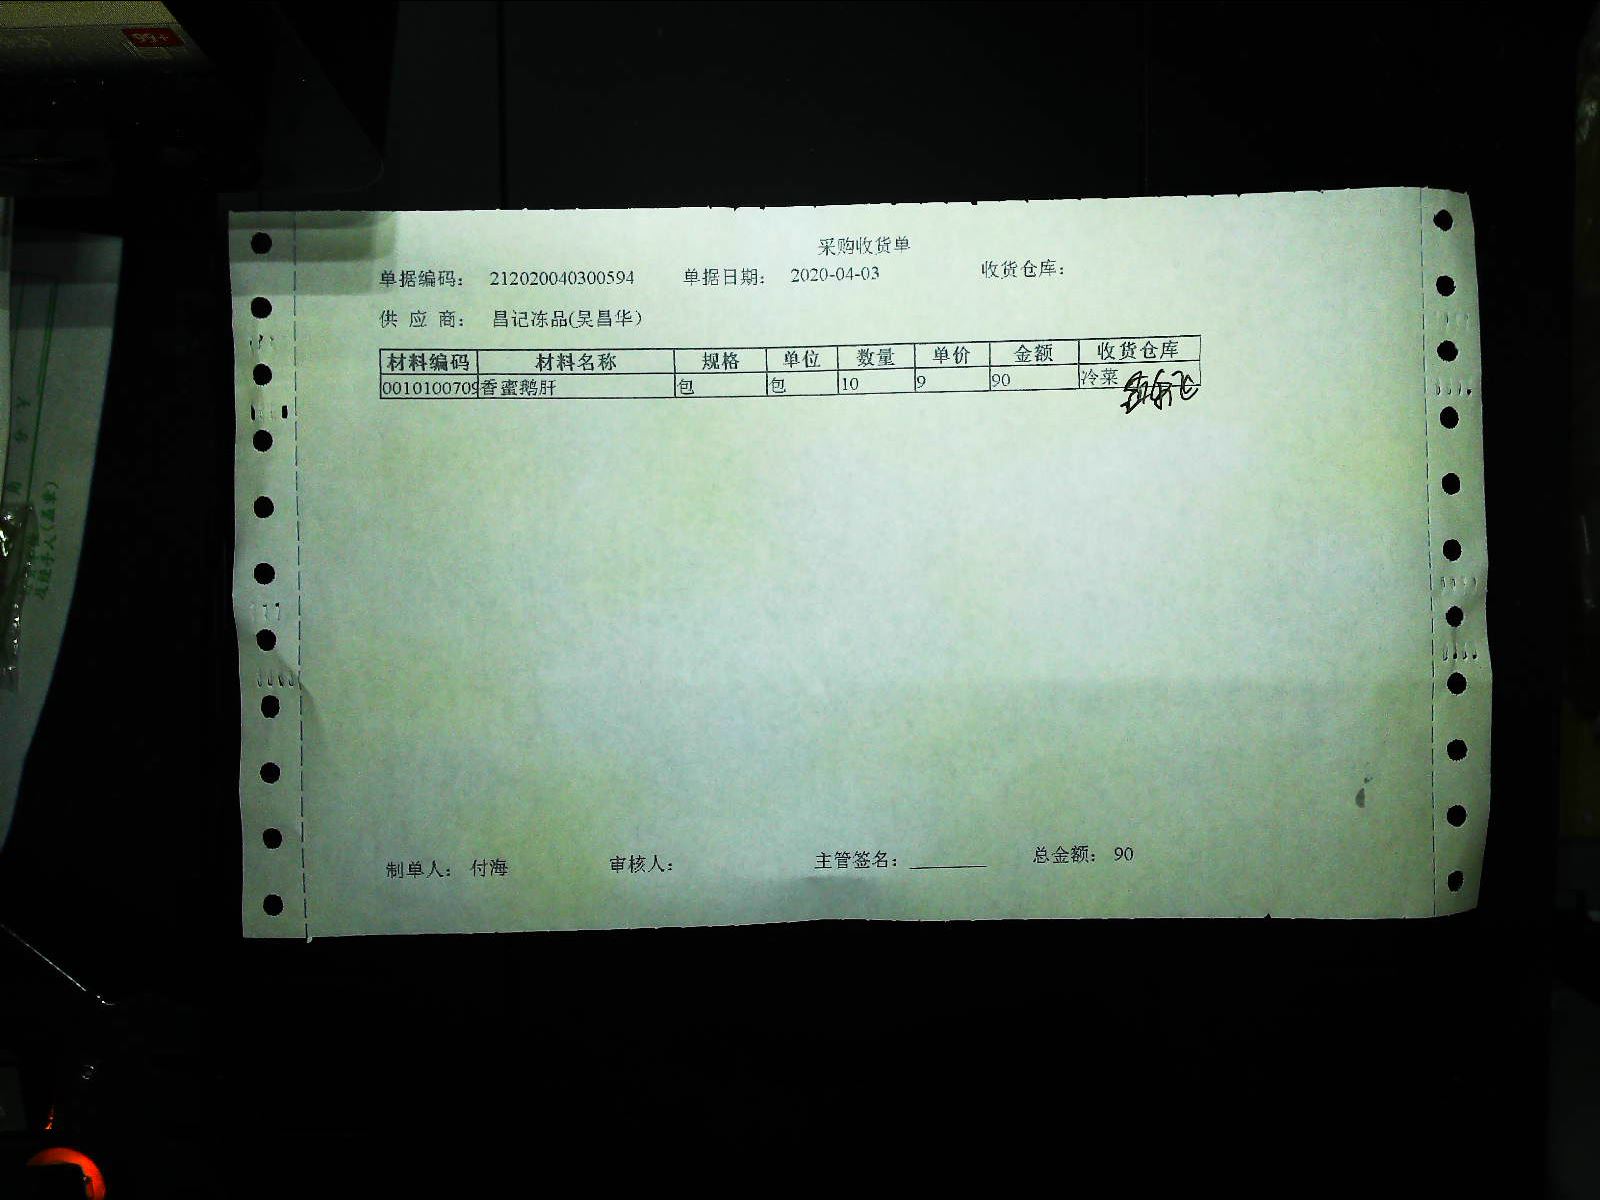 99+
采购收货单
单据编码： 212020040300594 单据日期： 2020-04-03 收货仓库：
供 应 商： 昌记冻品(吴昌华)
材料编码 材料名称 规格 单位 数量 单价 金额 收货仓库
0010100709 香蜜鹅肝 包 包 10 9 90 冷菜
制单人： 付海 审核人： 主管签名： 总金额： 90